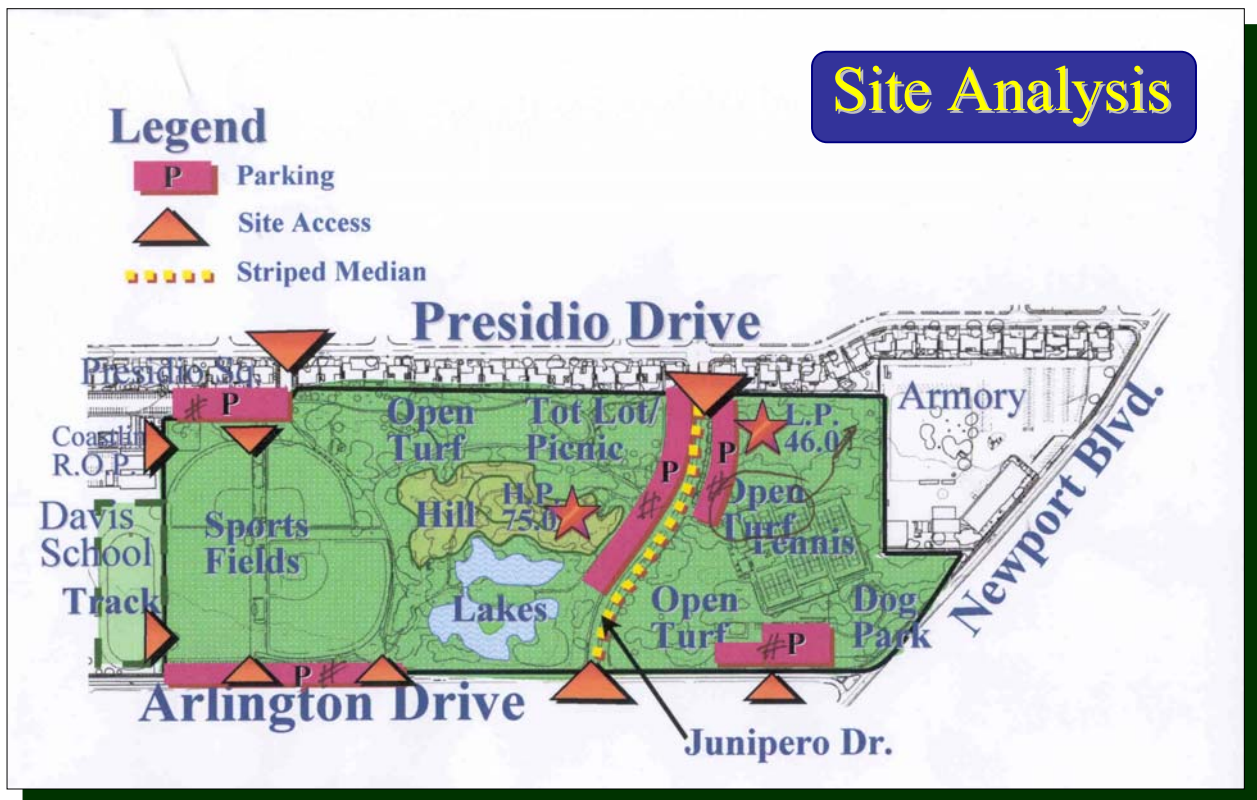 Site Analysis
Legend
P Parking
Site Access
Striped Median
Presidio Drive
Presidio Sq.
# P
Armory
Open
Turf
Tot Lot/
Picnic
L.P.
46.0
P
#
P
#
Coastlin
R.O.P
Hill
H.P.
75.0
Open
Turf
Tennis
Davis
School
Sports
Fields
Newport Blvd.
Track
Lakes
Open
Turf
Dog
Park
# P
P #
Arlington Drive
Junipero Dr.